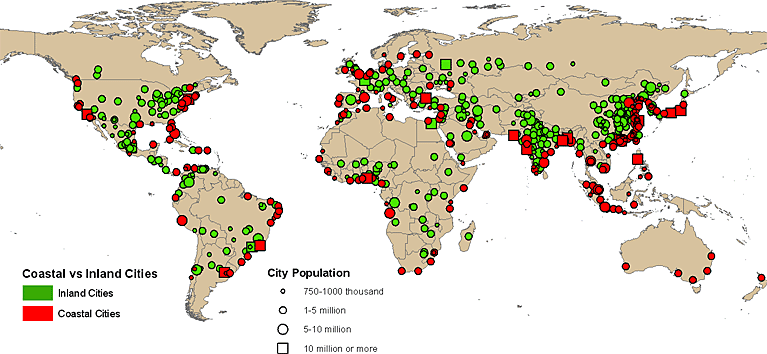 Coastal vs Inland Cities
Inland Cities
Coastal Cities
City Population
750-1000 thousand
1-5 million
5-10 million
10 million or more